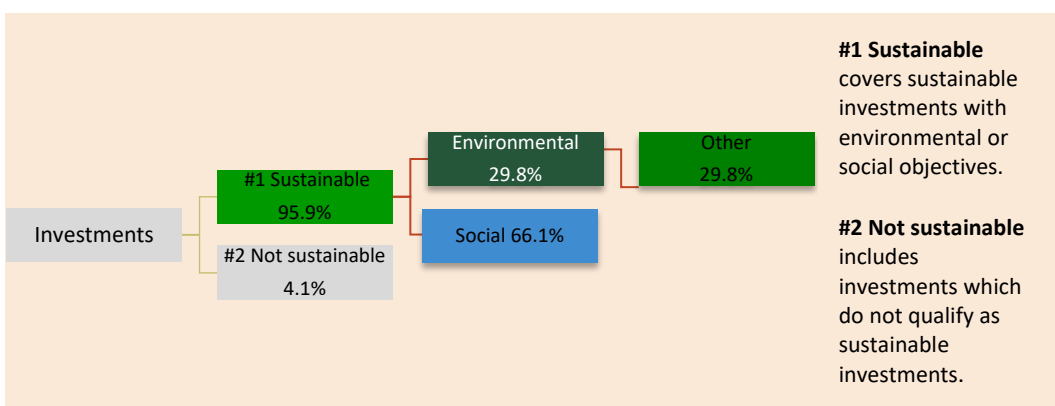 Investments
#1 Sustainable
95.9%
#2 Not sustainable
4.1%
Environmental
29.8%
Social 66.1%
Other
29.8%
#1 Sustainable
covers sustainable
investments with
environmental or
social objectives.
#2 Not sustainable
includes
investments which
do not qualify as
sustainable
investments.